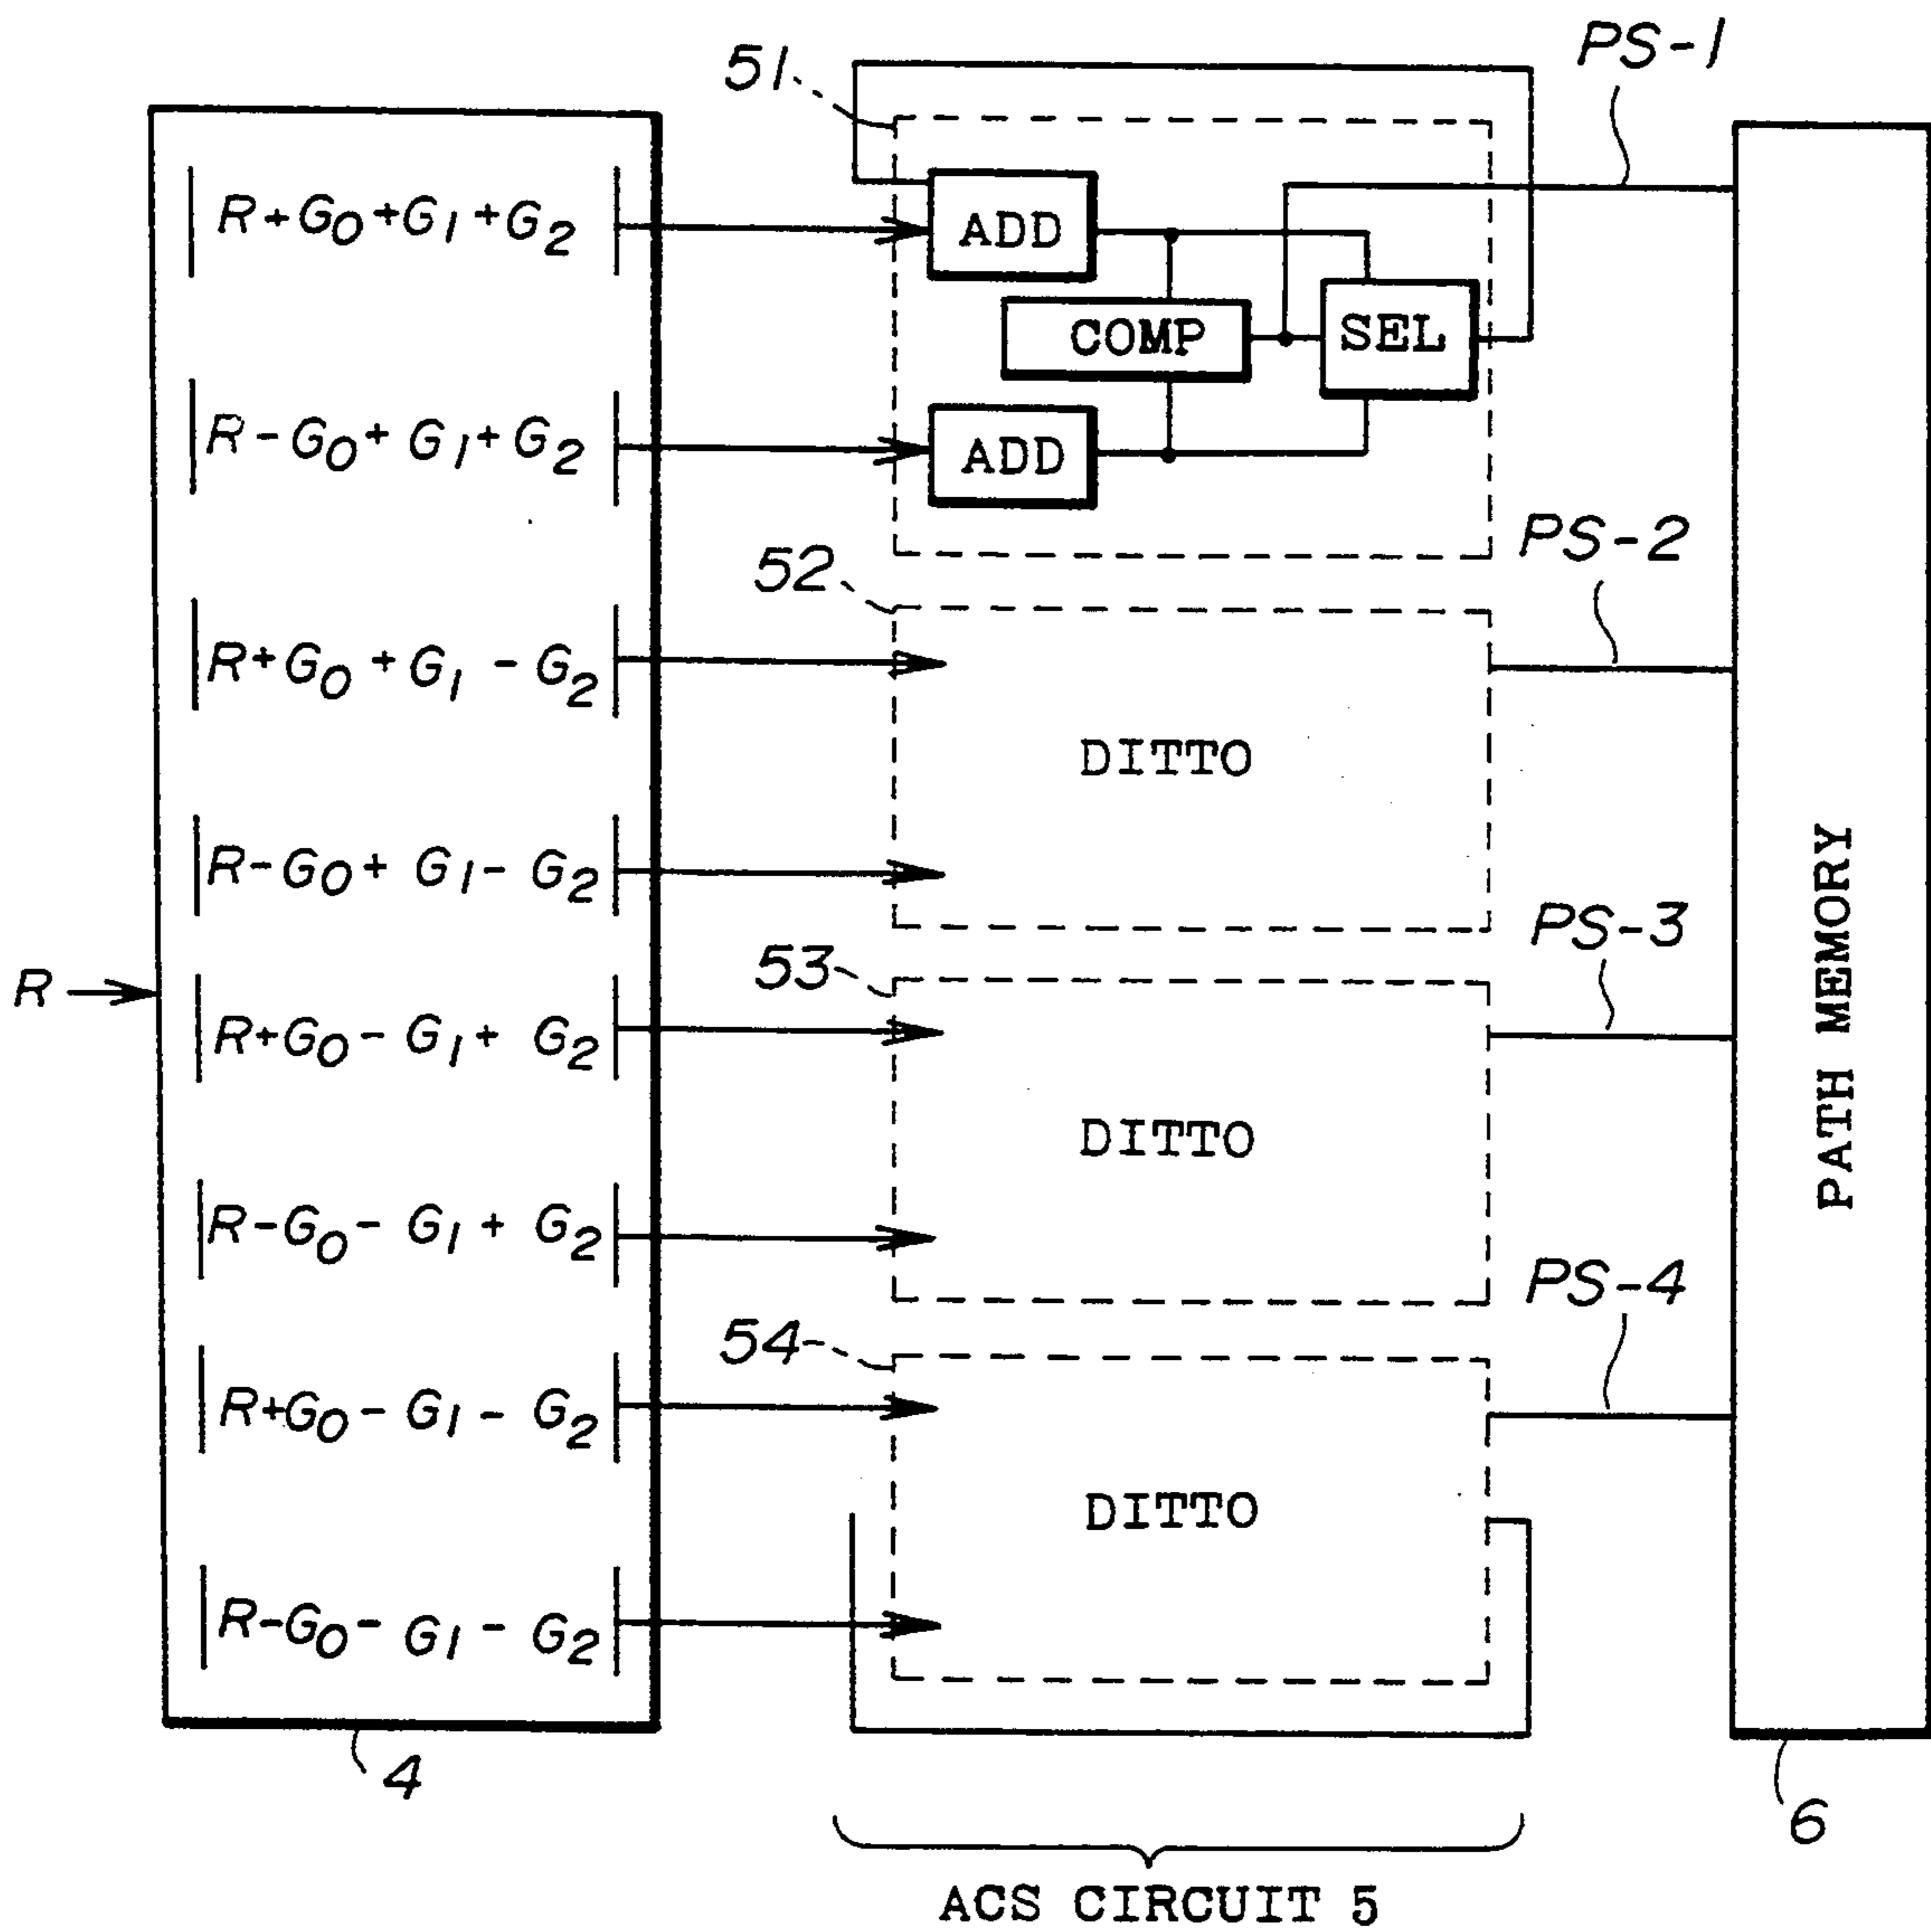 PS-1
51
|R+G0+G1+G2|
ADD
COMP
SEL
|R-G0+G1+G2|
ADD
PS-2
52
|R+G0+G1-G2|
DITTO
|R-G0+G1-G2|
PATH MEMORY
PS-3
53
R
|R+G0-G1+G2|
DITTO
|R-G0-G1+G2|
PS-4
54
|R+G0-G1-G2|
DITTO
|R-G0-G1-G2|
4
6
ACS CIRCUIT 5